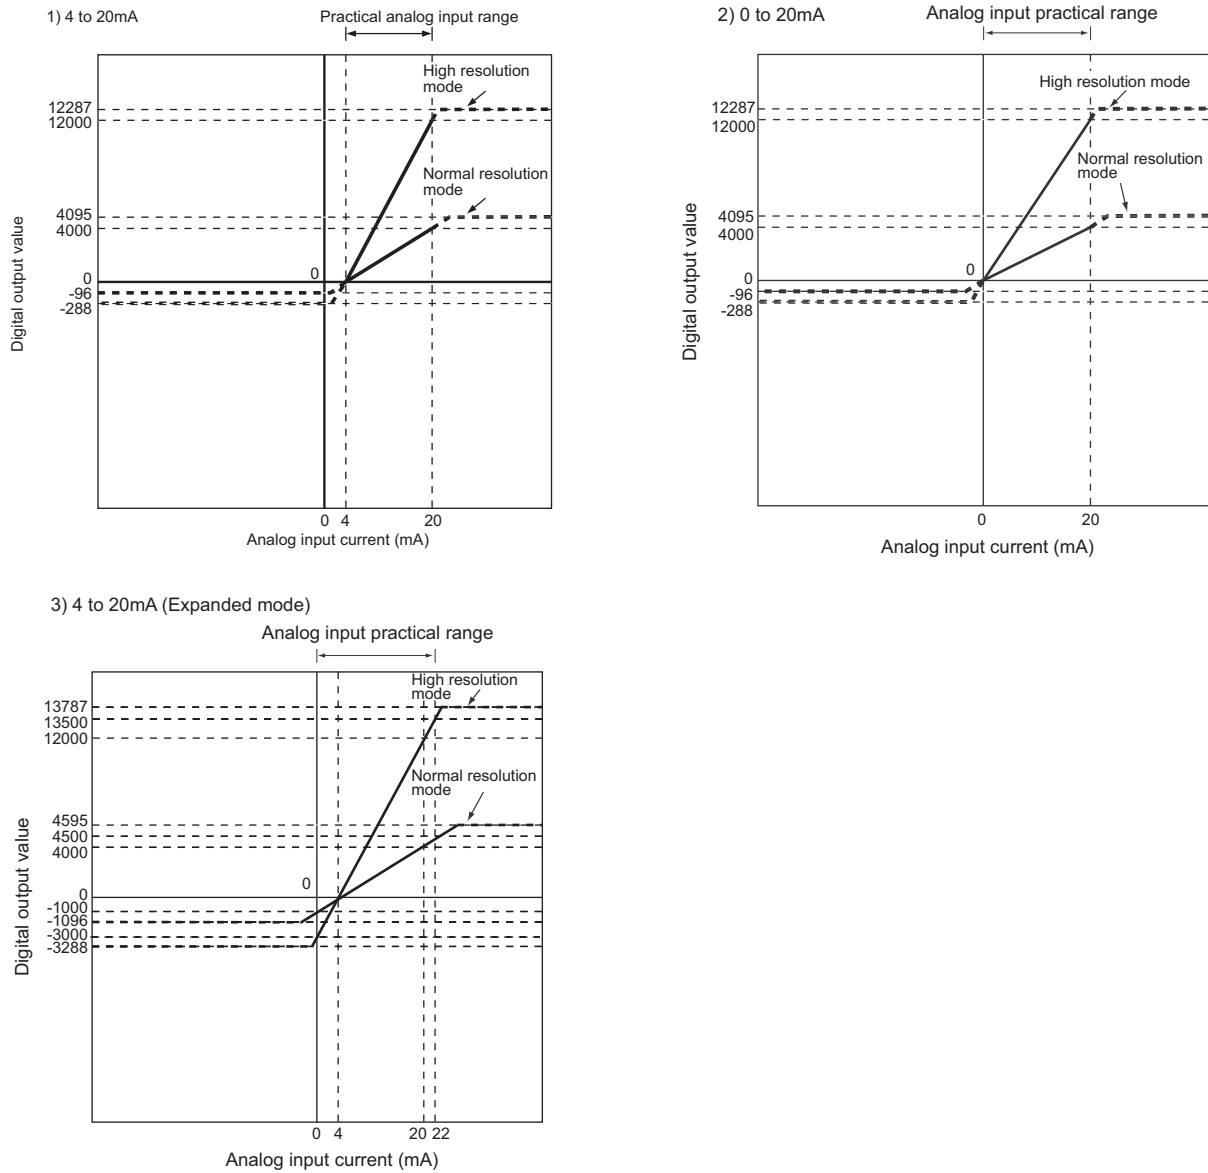 1) 4 to 20mA
Practical analog input range
High resolution
mode
12287
12000
Normal resolution
mode
4095
4000
0
0
-96
-288
Digital output value
0 4 20
Analog input current (mA)
2) 0 to 20mA
Analog input practical range
High resolution mode
12287
12000
Normal resolution
mode
4095
4000
0
0
-96
-288
Digital output value
0 20
Analog input current (mA)
3) 4 to 20mA (Expanded mode)
Analog input practical range
High resolution
mode
13787
13500
12000
Normal resolution
mode
4595
4500
4000
0
0
-1000
-1096
-3000
-3288
Digital output value
0 4 20 22
Analog input current (mA)